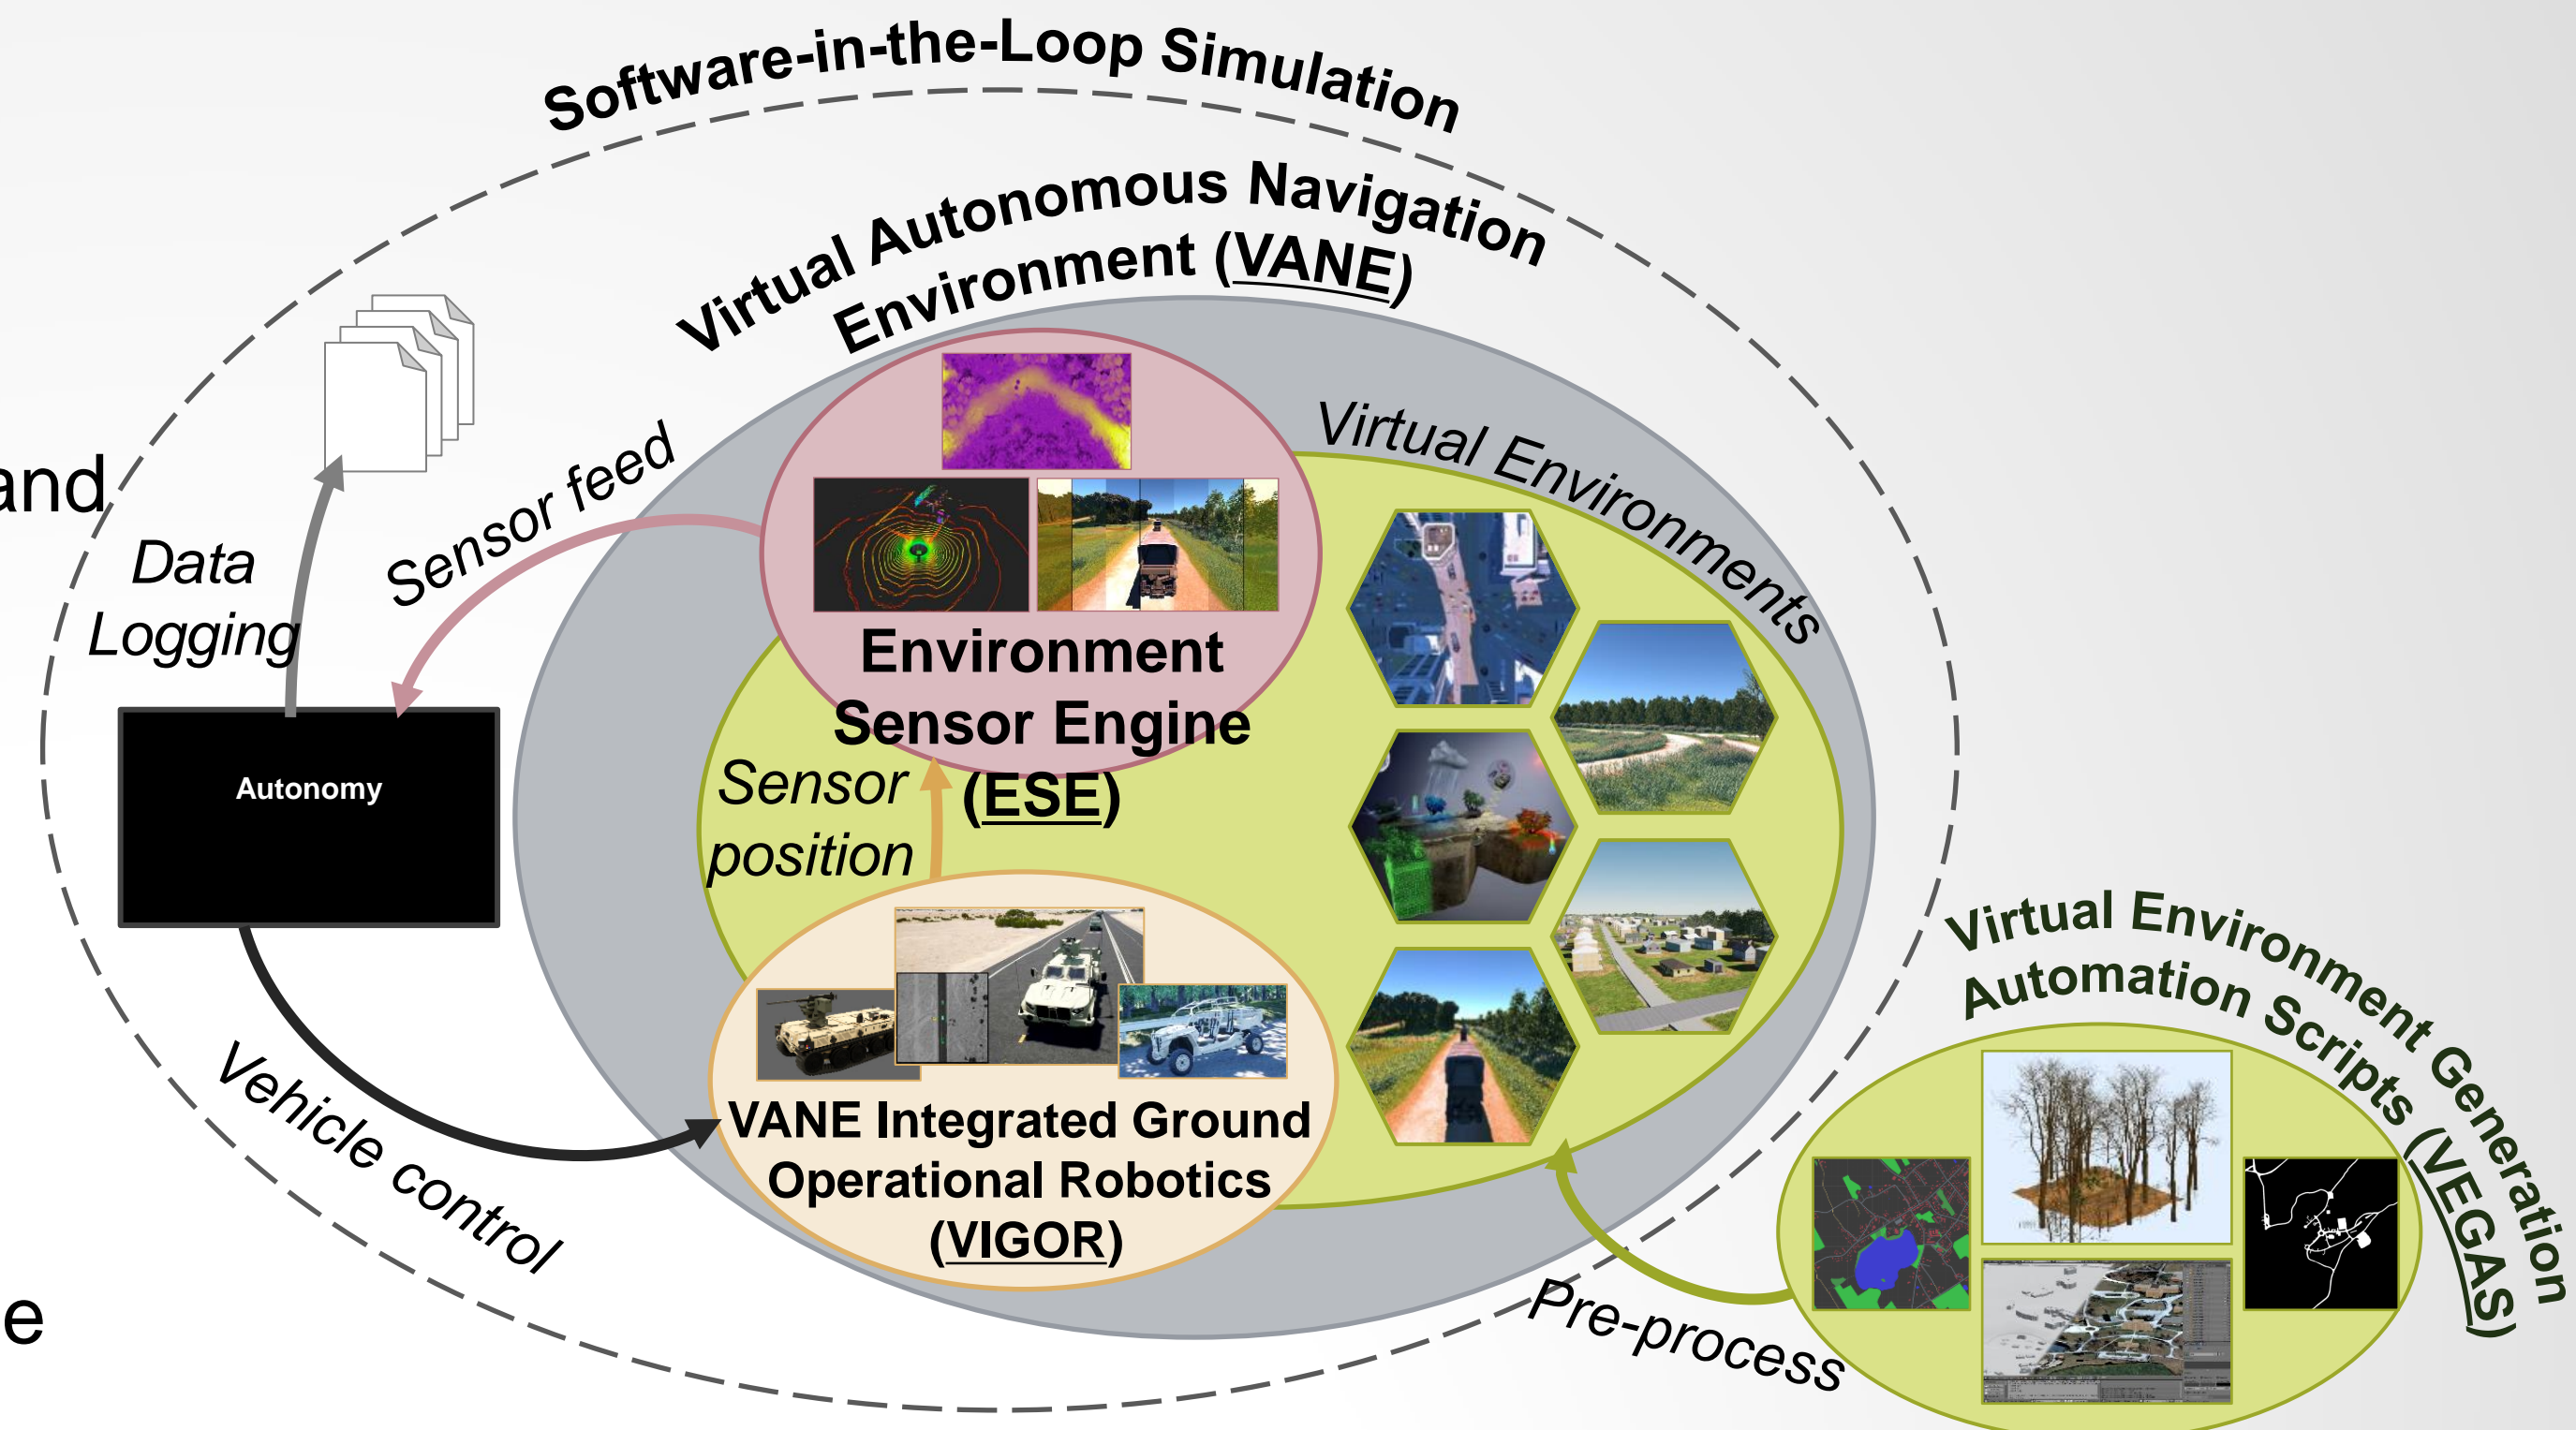 Software-in-the-Loop Simulation
Virtual Autonomous Navigation
Environment (VANE)
and
Sensor feed
Data
Logging
Virtual Environments
Environment
Sensor Engine
(ESE)
Autonomy
Sensor
position
Vehicle control
VANE Integrated Ground
Operational Robotics
(VIGOR)
Virtual Environment Generation
Automation Scripts (VEGAS)
Pre-process
e